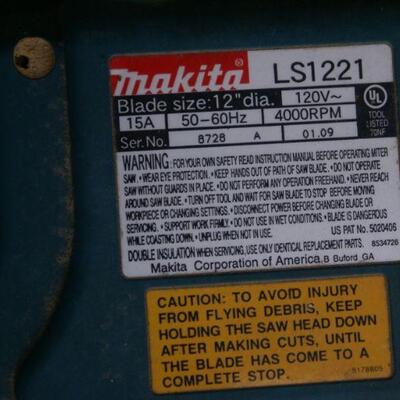 makita® LS1221
Blade size:12"dia. 120V~
15A 50-60Hz 4000RPM
Ser.No. 8728 A 01.09
UL
TOOL
LISTED
70NF
WARNING: • FOR YOUR OWN SAFETY READ INSTRUCTION MANUAL BEFORE OPERATING MITER
SAW. • WEAR EYE PROTECTION. • KEEP HANDS OUT OF PATH OF SAW BLADE. • DO NOT OPERATE
SAW WITHOUT GUARDS IN PLACE. • DO NOT PERFORM ANY OPERATION FREEHAND. • NEVER REACH
AROUND SAW BLADE. • TURN OFF TOOL AND WAIT FOR SAW BLADE TO STOP BEFORE MOVING
WORKPIECE OR CHANGING SETTINGS. • DISCONNECT POWER BEFORE CHANGING BLADE OR
SERVICING. • SUPPORT WORK FIRMLY. • DO NOT USE IN WET CONDITIONS. • BLADE IS DANGEROUS
WHILE COASTING DOWN. • UNPLUG WHEN NOT IN USE. US PAT No. 5020406
DOUBLE INSULATION WHEN SERVICING, USE ONLY IDENTICAL REPLACEMENT PARTS. 8534726
Makita Corporation of America.B Buford GA
CAUTION: TO AVOID INJURY
FROM FLYING DEBRIS, KEEP
HOLDING THE SAW HEAD DOWN
AFTER MAKING CUTS, UNTIL
THE BLADE HAS COME TO A
COMPLETE STOP. 8178805